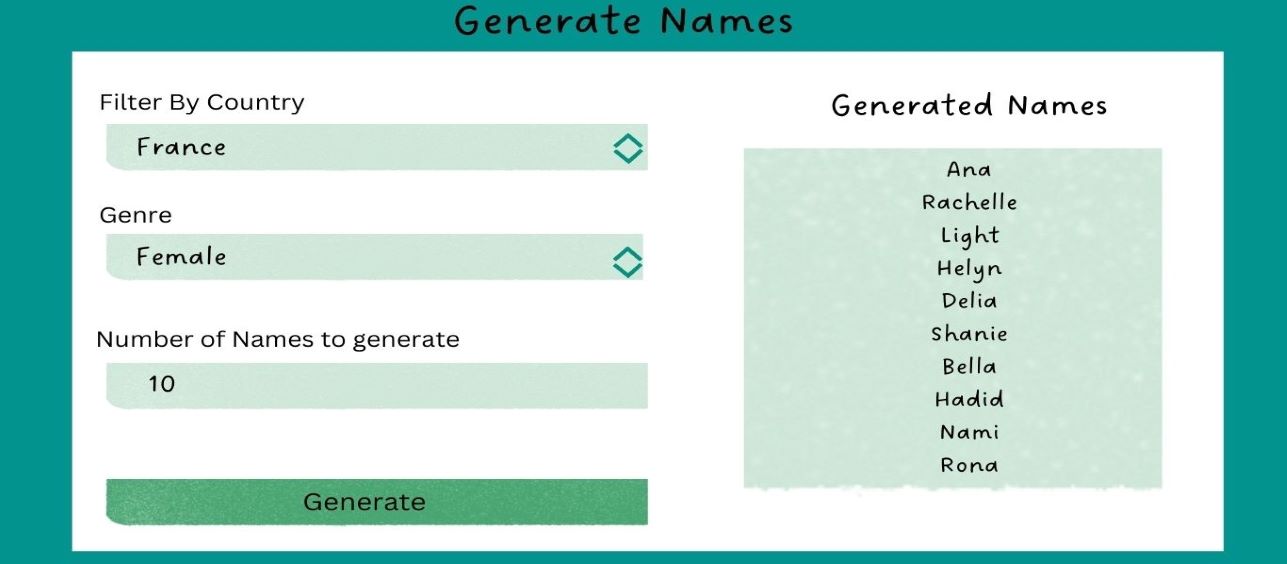 Generate Names
Filter By Country
France
Genre
Female
Number of Names to generate
10
Generate
Generated Names
Ana
Rachelle
Light
Helyn
Delia
Shanie
Bella
Hadid
Nami
Rona